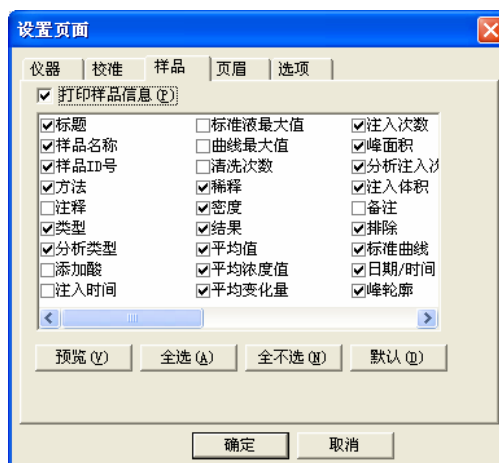 设置页面
仪器 校准 样品 页眉 选项
打印样品信息(P)
标题 标准液最大值 注入次数
样品名称 曲线最大值 峰面积
样品ID号 清洗次数 分析注入
方法 稀释 注入体积
注释 密度 备注
类型 结果 排除
分析类型 平均值 标准曲线
添加酸 平均浓度值 日期/时间
注入时间 平均变化量 峰轮廓
预览(V) 全选(A) 全不选(N) 默认(D)
确定 取消